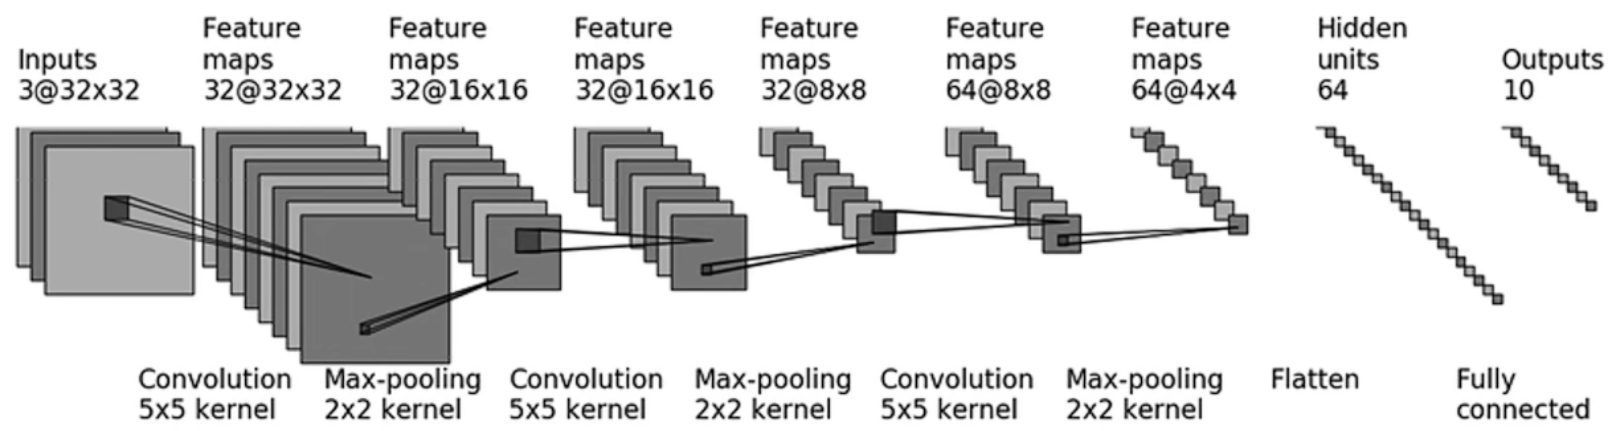 Inputs
3@32x32
Feature
maps
32@32x32
Feature
maps
32@16x16
Feature
maps
32@16x16
Feature
maps
32@8x8
Feature
maps
64@8x8
Feature
maps
64@4x4
Hidden
units
64
Outputs
10
Convolution
5x5 kernel
Max-pooling
2x2 kernel
Convolution
5x5 kernel
Max-pooling
2x2 kernel
Convolution
5x5 kernel
Max-pooling
2x2 kernel
Flatten
Fully
connected